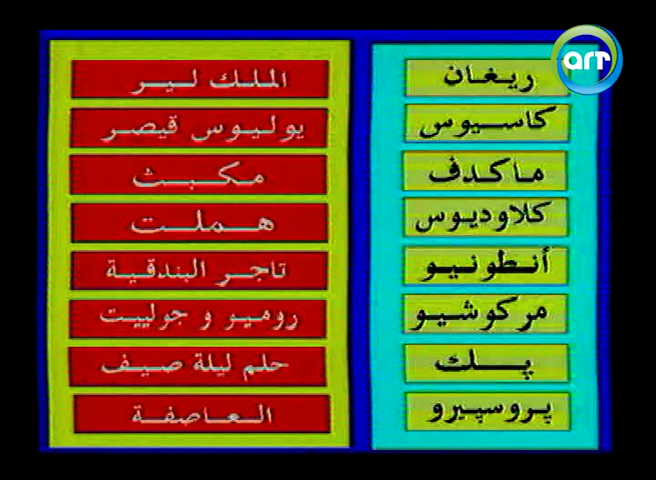 art
ريغان
الملك لير
كاسيوس
يوليوس قيصر
ماكدف
مكبث
كلاوديوس
هملت
أنطونيو
تاجر البندقية
مركوشيو
روميو و جولييت
پلك
حلم ليلة صيف
پروسپيرو
العاصفة